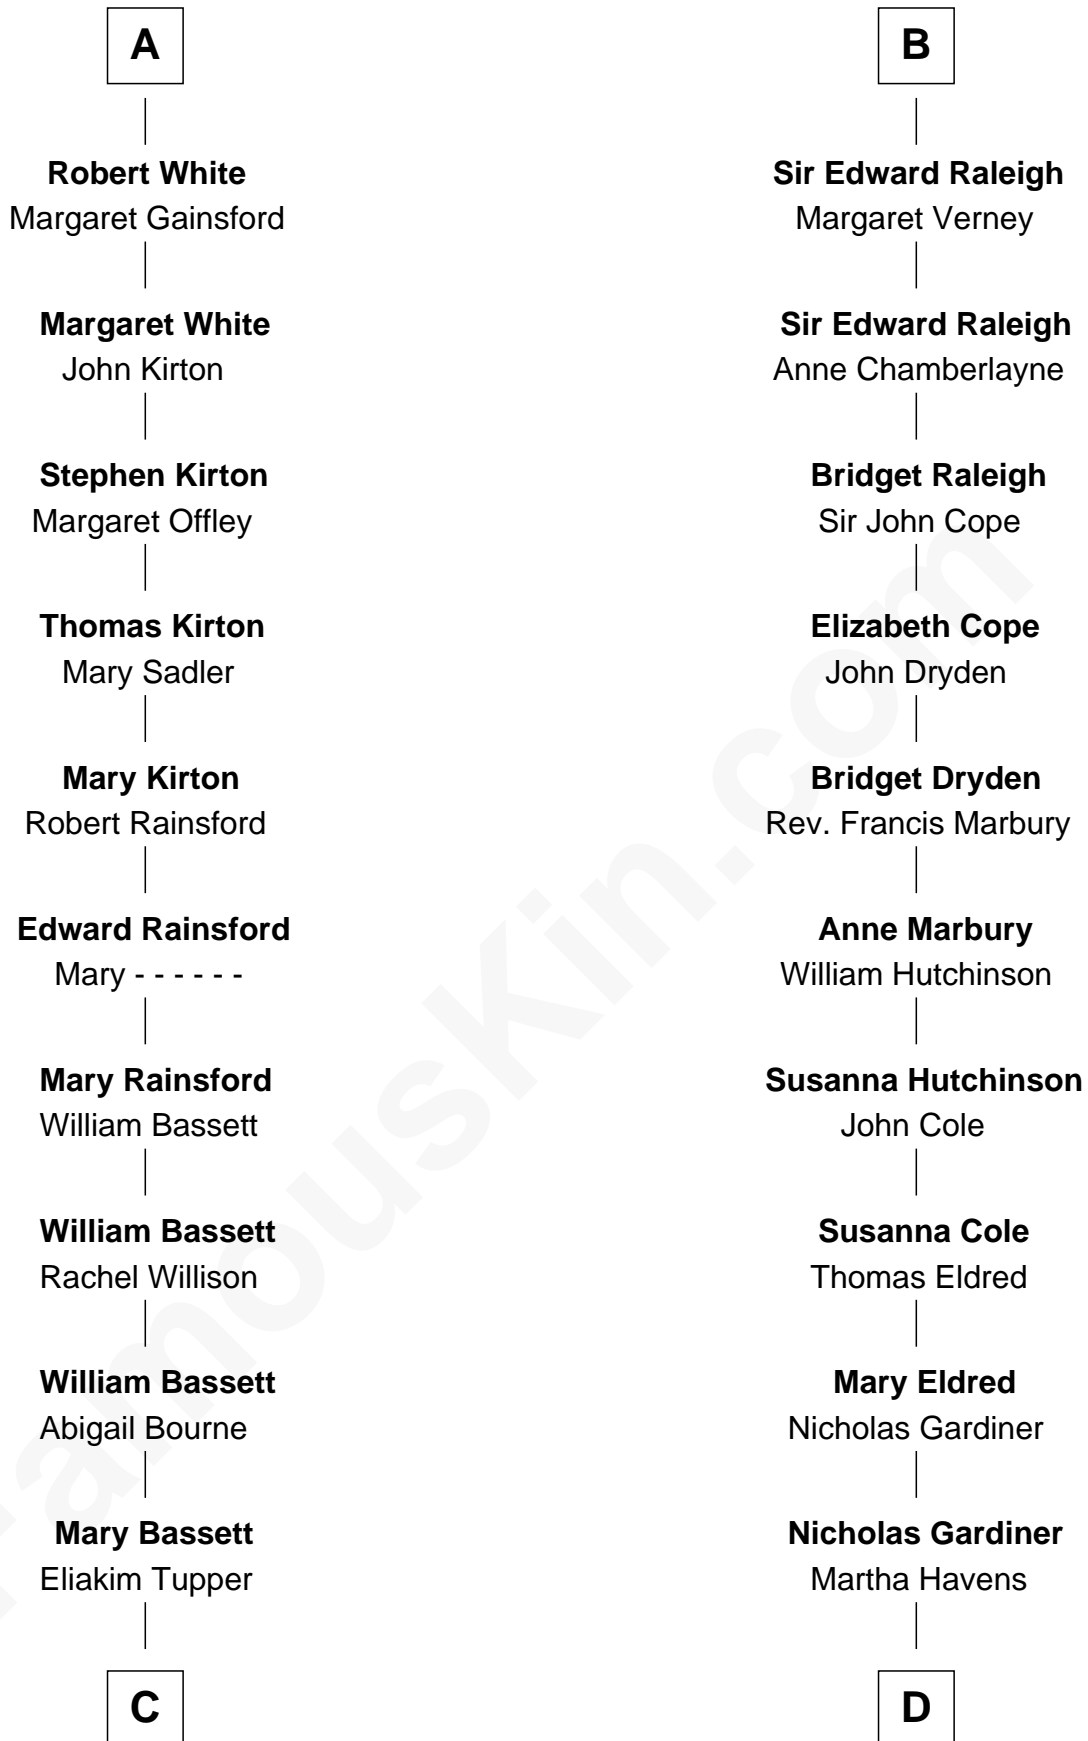 A
Robert White
Margaret Gainsford
Margaret White
John Kirton
Stephen Kirton
Margaret Offley
Thomas Kirton
Mary Sadler
Mary Kirton
Robert Rainsford
Edward Rainsford
Mary - - - - - -
Mary Rainsford
William Bassett
William Bassett
Rachel Willison
William Bassett
Abigail Bourne
Mary Bassett
Eliakim Tupper
C
B
Sir Edward Raleigh
Margaret Verney
Sir Edward Raleigh
Anne Chamberlayne
Bridget Raleigh
Sir John Cope
Elizabeth Cope
John Dryden
Bridget Dryden
Rev. Francis Marbury
Anne Marbury
William Hutchinson
Susanna Hutchinson
John Cole
Susanna Cole
Thomas Eldred
Mary Eldred
Nicholas Gardiner
Nicholas Gardiner
Martha Havens
D
FamousKin.com